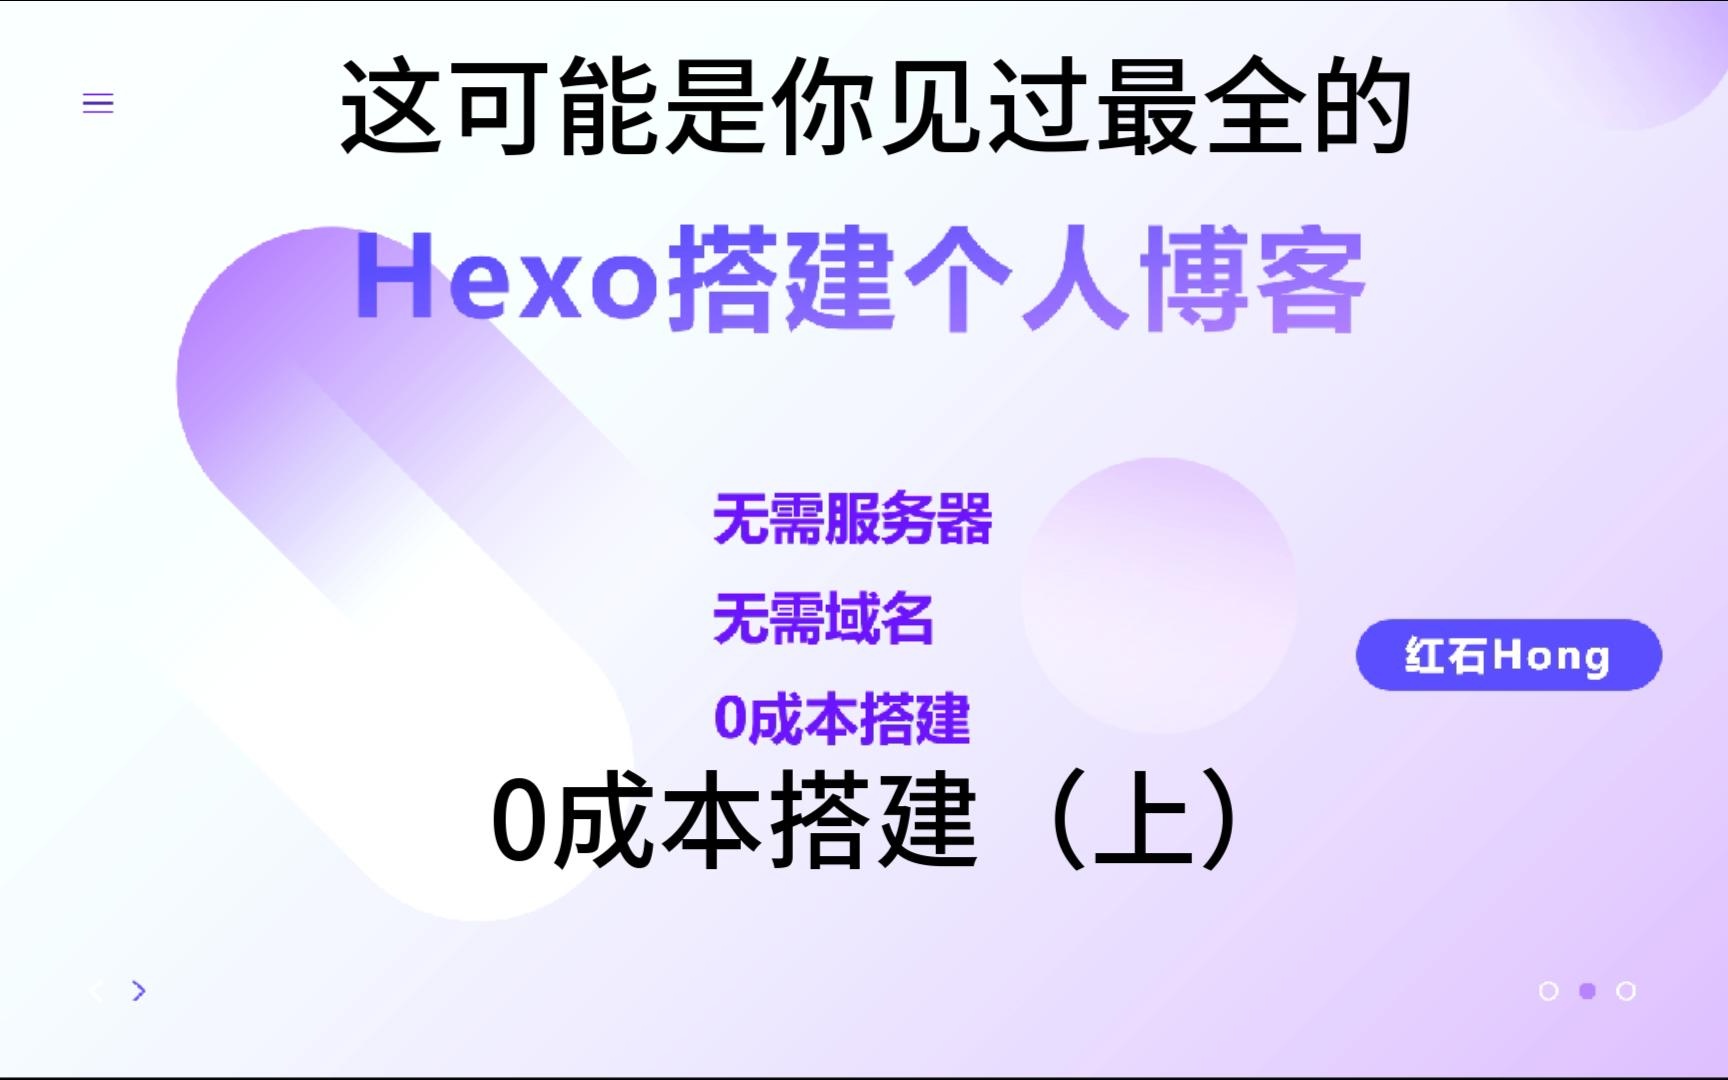 这可能是你见过最全的
Hexo搭建个人博客
无需服务器
无需域名
红石Hong
0成本搭建
0成本搭建（上）